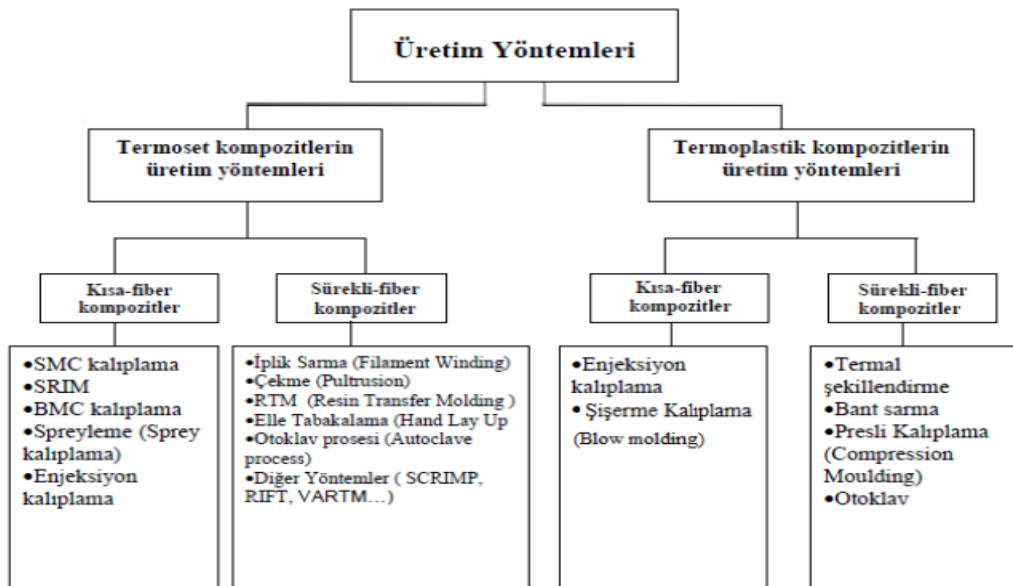 Üretim Yöntemleri
Termoset kompozitlerin
üretim yöntemleri
Termoplastik kompozitlerin
üretim yöntemleri
Kısa-fiber
kompozitler
Sürekli-fiber
kompozitler
Kısa-fiber
kompozitler
Sürekli-fiber
kompozitler
•SMC kalıplama
•SRIM
•BMC kalıplama
•Spreyleme (Sprey
kalıplama)
•Enjeksiyon
kalıplama
•İplik Sarma (Filament Winding)
•Çekme (Pultrusion)
•RTM (Resin Transfer Molding )
•Elle Tabakalama (Hand Lay Up
•Otoklav prosesi (Autoclave
process)
•Diğer Yöntemler ( SCRIMP,
RIFT, VARTM…)
•Enjeksiyon
kalıplama
• Şişerme Kalıplama
(Blow molding)
•Termal
şekillendirme
•Bant sarma
•Presli Kalıplama
(Compression
Moulding)
•Otoklav